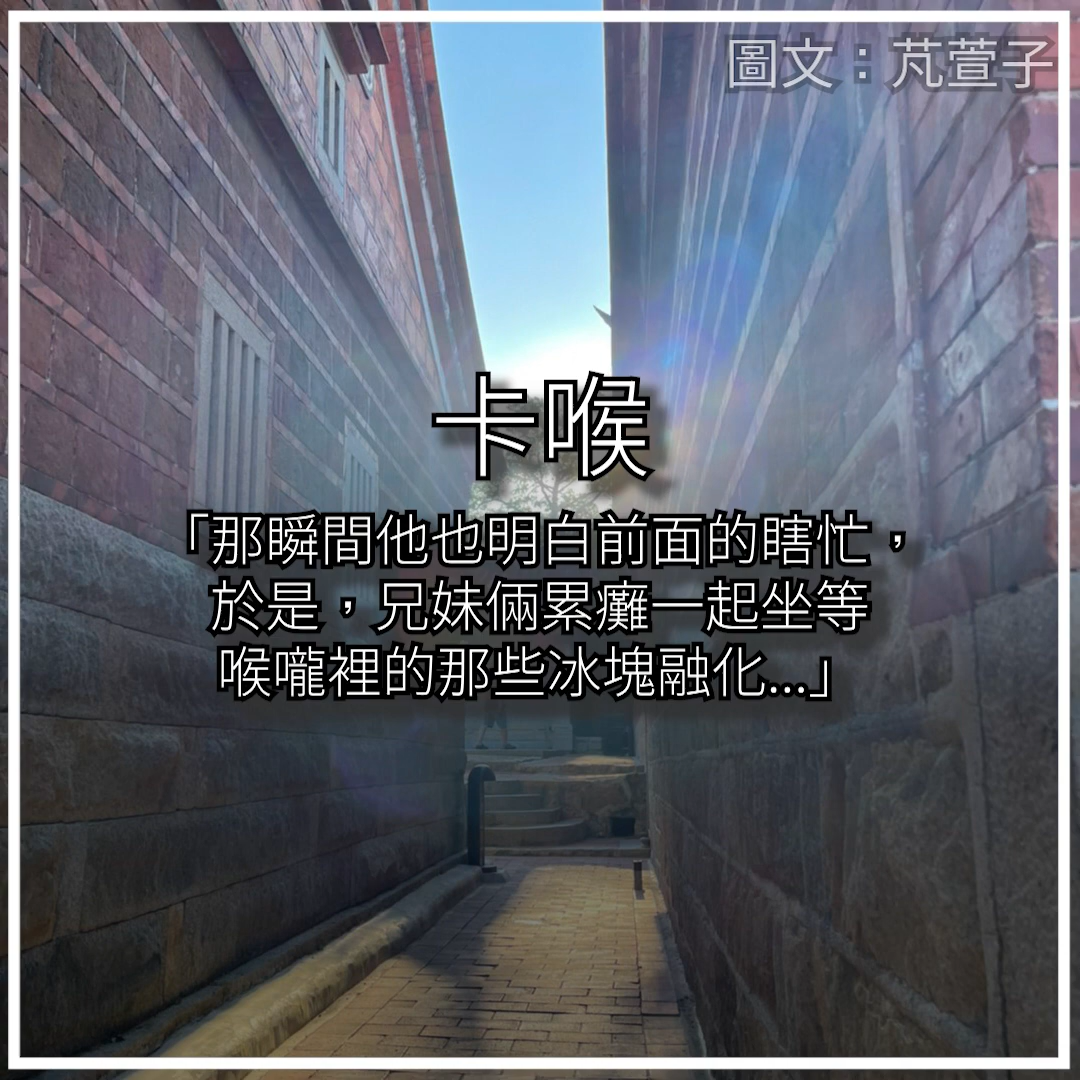 圖文：芃萱子
卡喉
「那瞬間他也明白前面的瞎忙，
於是，兄妹倆累癱一起坐等
喉嚨裡的那些冰塊融化...」